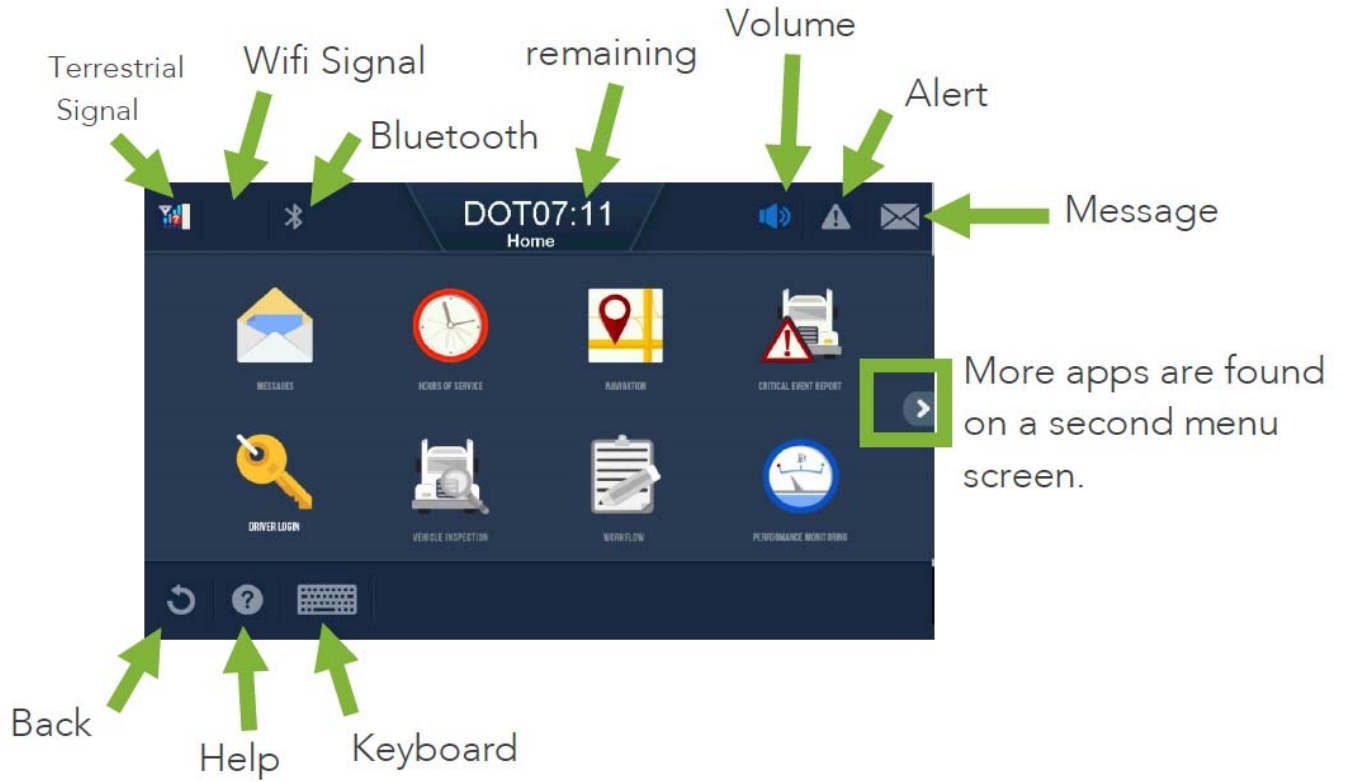 Volume
Wifi Signal
remaining
Terrestrial
Signal
Alert
Bluetooth
DOT07:11
Home
Message
MESSAGES
HOURS OF SERVICE
NAVIGATION
CRITICAL EVENT REPORT
More apps are found
on a second menu
screen.
DRIVER LOGIN
VEHICLE INSPECTION
WORKFLOW
PERFORMANCE MONITORING
Back
Help
Keyboard